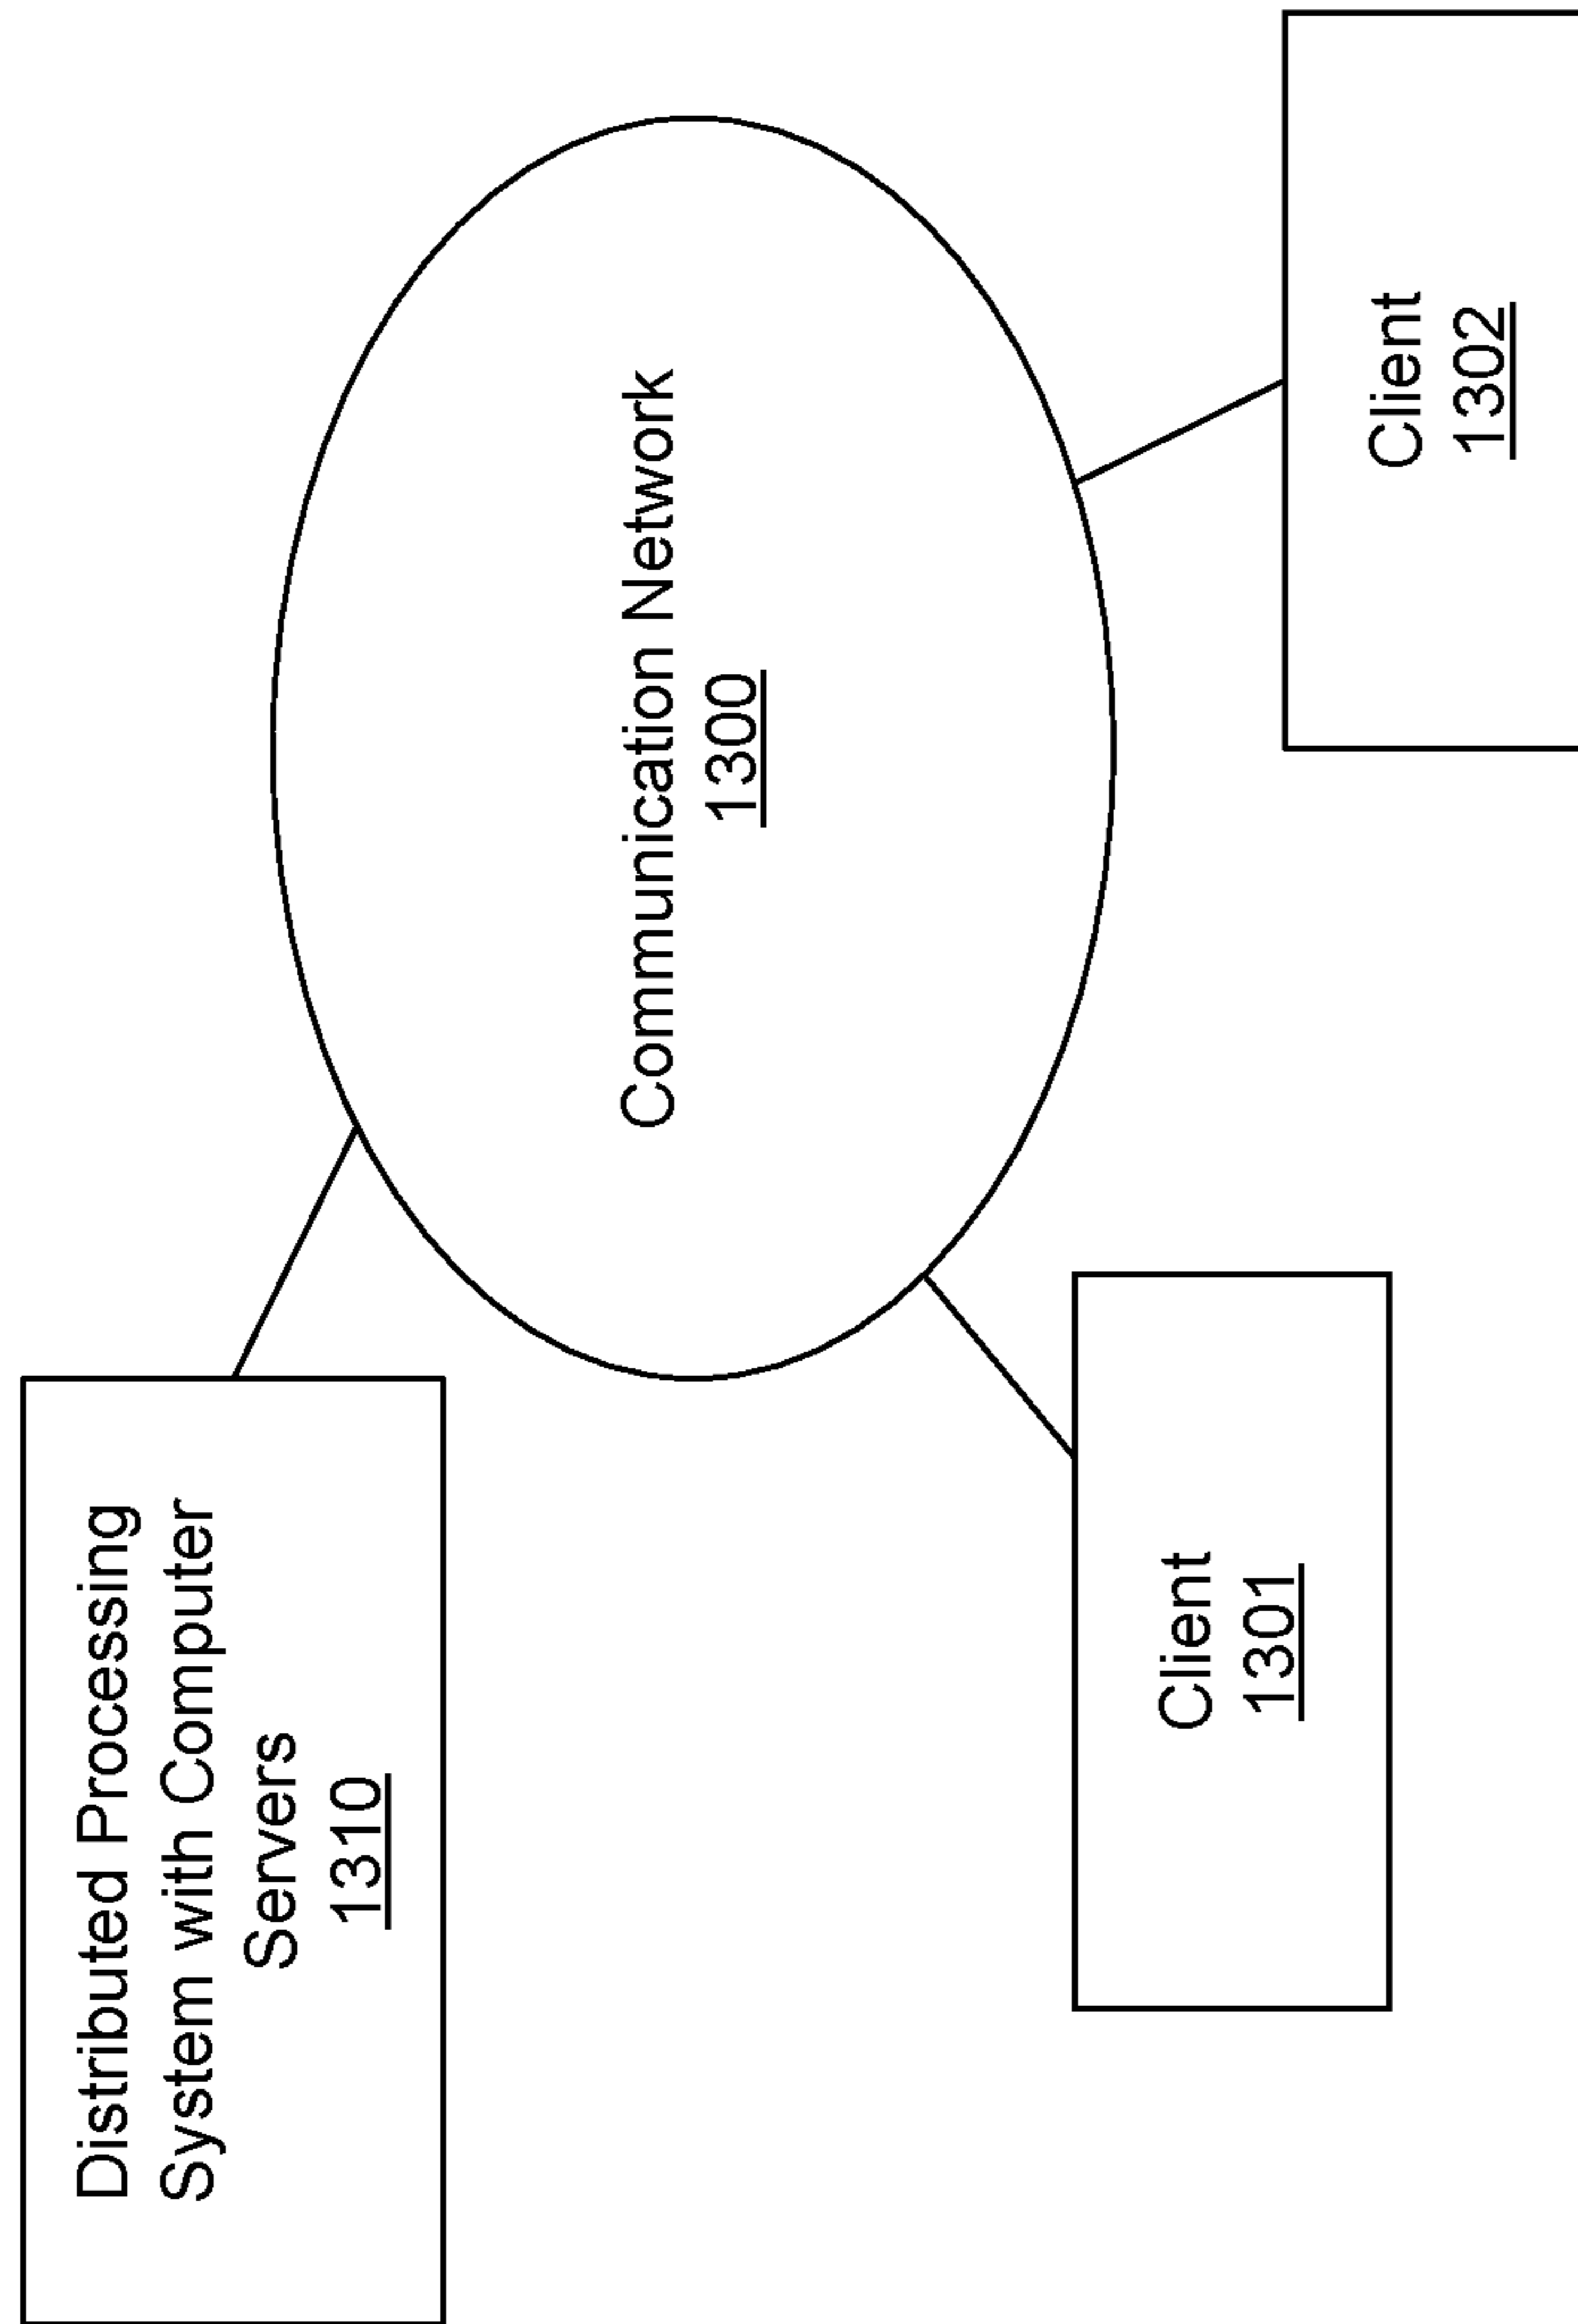 Distributed Processing
System with Computer
Servers
1310
Communication Network
1300
Client
1301
Client
1302